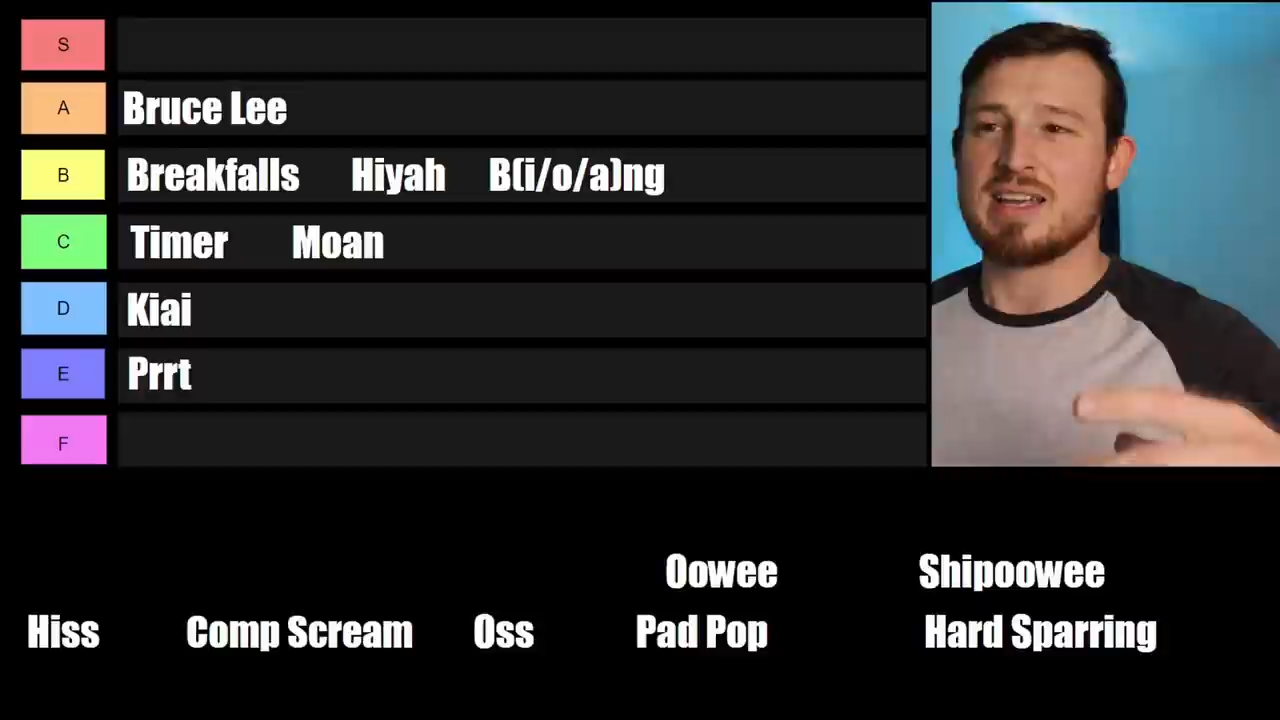 S
A Bruce Lee
B Breakfalls Hiyah B(i/o/a)ng
C Timer Moan
D Kiai
E Prrt
F
Oowee Shipoowee
Hiss Comp Scream Oss Pad Pop Hard Sparring